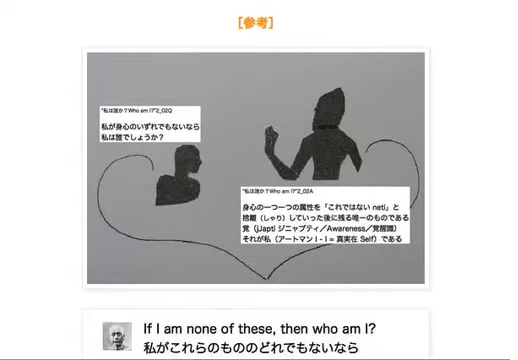 【参考】
"私は誰か？Who am I?"2_02Q
私が身心のいずれでもないなら
私は誰でしょうか？
"私は誰か？Who am I?"2_02A
身心の一つ一つの属性を「これではない neti」と
捨離（しゃり）していった後に残る唯一のものである
覚（jJapti ジニャプティ／Awareness／覚醒識）
それが私（アートマン I - I = 真実在 Self）である
If I am none of these, then who am I?
私がこれらのもののどれでもないなら